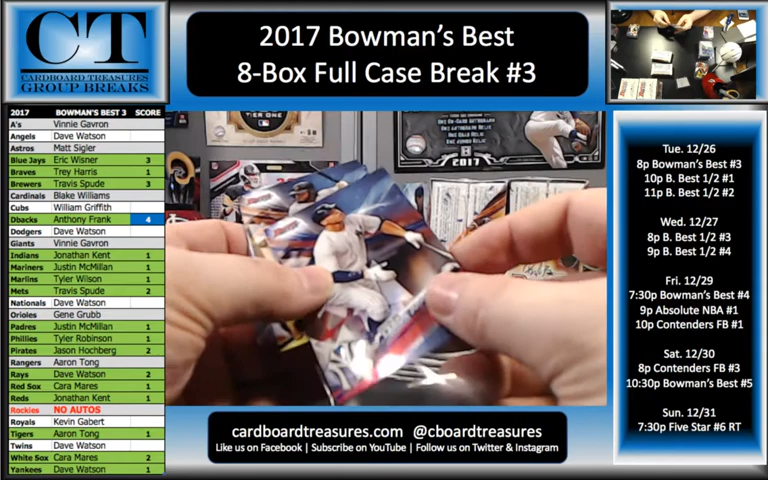 CT
CARDBOARD TREASURES
GROUP BREAKS
2017 Bowman's Best
8-Box Full Case Break #3
2017 BOWMAN'S BEST 3 SCORE
A's Vinnie Gavron
Angels Dave Watson
Astros Matt Sigler
Blue Jays Eric Wisner 3
Braves Trey Harris 1
Brewers Travis Spude 3
Cardinals Blake Williams
Cubs William Griffith
Dbacks Anthony Frank 4
Dodgers Dave Watson
Giants Vinnie Gavron
Indians Jonathan Kent 1
Mariners Justin McMillan 1
Marlins Tyler Wilson 1
Mets Travis Spude 2
Nationals Dave Watson
Orioles Gene Grubb
Padres Justin McMillan 1
Phillies Tyler Robinson 1
Pirates Jason Hochberg 2
Rangers Aaron Tong
Rays Dave Watson 2
Red Sox Cara Mares 1
Reds Jonathan Kent 1
Rockies NO AUTOS
Royals Kevin Gabert
Tigers Aaron Tong 1
Twins Dave Watson
White Sox Cara Mares 2
Yankees Dave Watson 1
TIER ONE
2017
cardboardtreasures.com @cboardtreasures
Like us on Facebook | Subscribe on YouTube | Follow us on Twitter & Instagram
Tue. 12/26
8p Bowman's Best #3
10p B. Best 1/2 #1
11p B. Best 1/2 #2
Wed. 12/27
8p B. Best 1/2 #3
9p B. Best 1/2 #4
Fri. 12/29
7:30p Bowman's Best #4
9p Absolute NBA #1
10p Contenders FB #1
Sat. 12/30
8p Contenders FB #3
10:30p Bowman's Best #5
Sun. 12/31
7:30p Five Star #6 RT